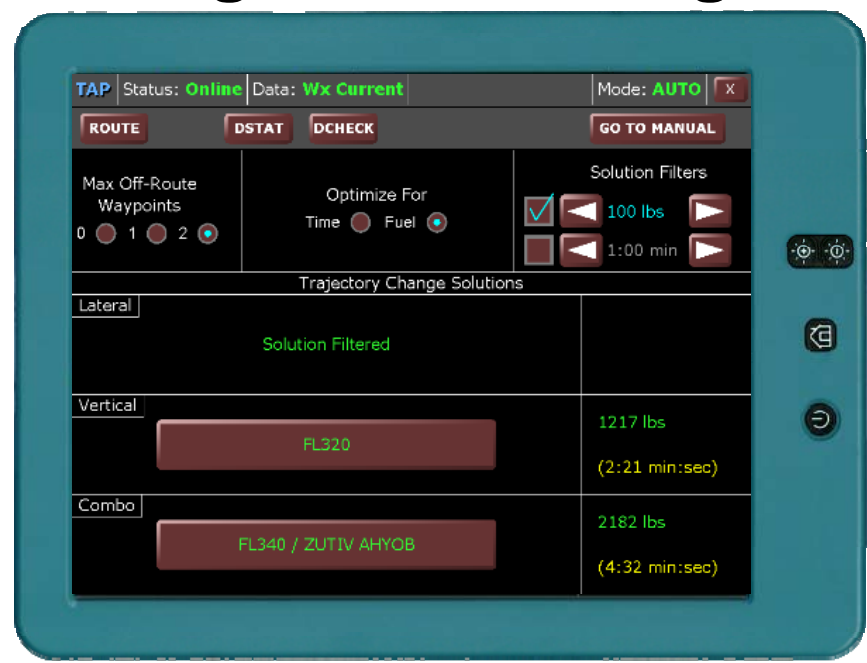 TAP Status: Online Data: Wx Current Mode: AUTO X
ROUTE DSTAT DCHECK GO TO MANUAL
Max Off-Route
Waypoints
0 1 2
Optimize For
Time Fuel
Solution Filters
100 lbs
1:00 min
Trajectory Change Solutions
Lateral
Solution Filtered
Vertical
FL320
1217 lbs
(2:21 min:sec)
Combo
FL340 / ZUTIV AHYOB
2182 lbs
(4:32 min:sec)